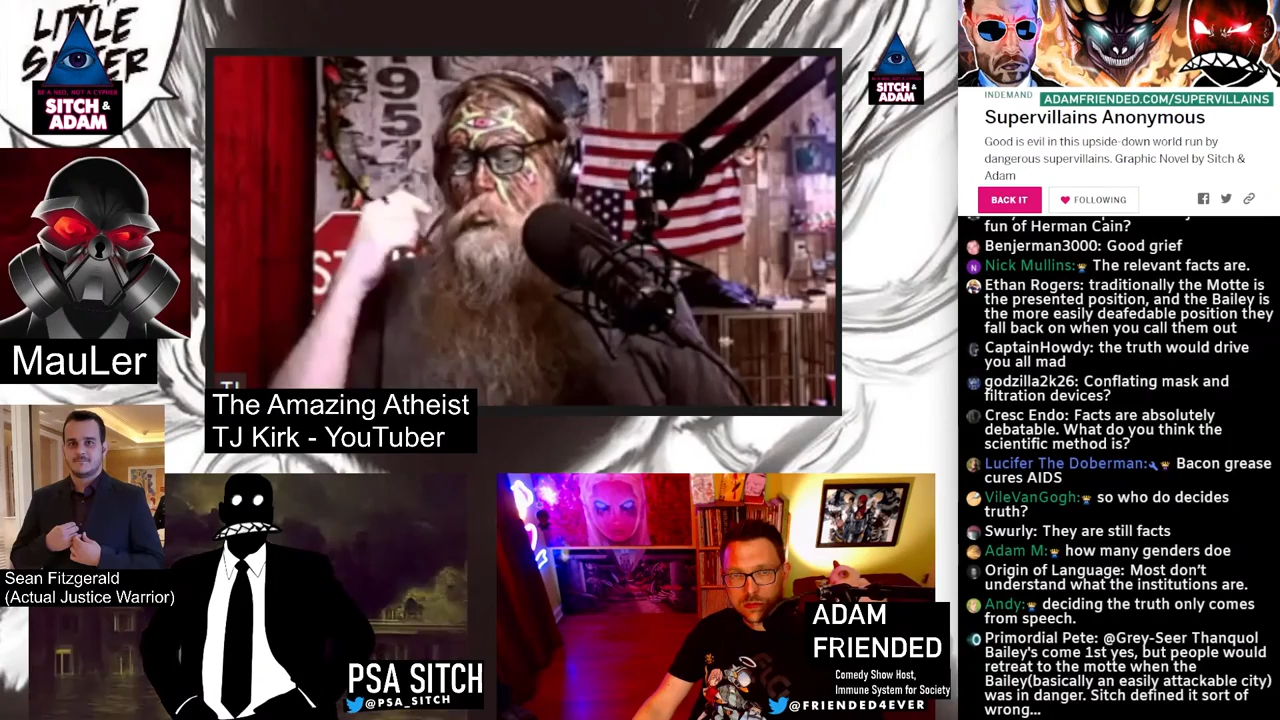 LITTLE
SISTER
BE A NEO, NOT A CYPHER
SITCH &
ADAM
MauLer
Sean Fitzgerald
(Actual Justice Warrior)
1957
ST
TJ
The Amazing Atheist
TJ Kirk - YouTuber
SITCH &
ADAM
PSA SITCH
@PSA_SITCH
ADAM
FRIENDED
Comedy Show Host,
Immune System for Society
@FRIENDED4EVER
INDEMAND
ADAMFRIENDED.COM/SUPERVILLAINS
Supervillains Anonymous
Good is evil in this upside-down world run by
dangerous supervillains. Graphic Novel by Sitch &
Adam
BACK IT
FOLLOWING
fun of Herman Cain?
Benjerman3000: Good grief
Nick Mullins: The relevant facts are.
Ethan Rogers: traditionally the Motte is
the presented position, and the Bailey is
the more easily deafedable position they
fall back on when you call them out
CaptainHowdy: the truth would drive
you all mad
godzilla2k26: Conflating mask and
filtration devices?
Cresc Endo: Facts are absolutely
debatable. What do you think the
scientific method is?
Lucifer The Doberman: Bacon grease
cures AIDS
VileVanGogh: so who do decides
truth?
Swurly: They are still facts
Adam M: how many genders doe
Origin of Language: Most don't
understand what the institutions are.
Andy: deciding the truth only comes
from speech.
Primordial Pete: @Grey-Seer Thanquol
Bailey's come 1st yes, but people would
retreat to the motte when the
Bailey(basically an easily attackable city)
was in danger. Sitch defined it sort of
wrong...